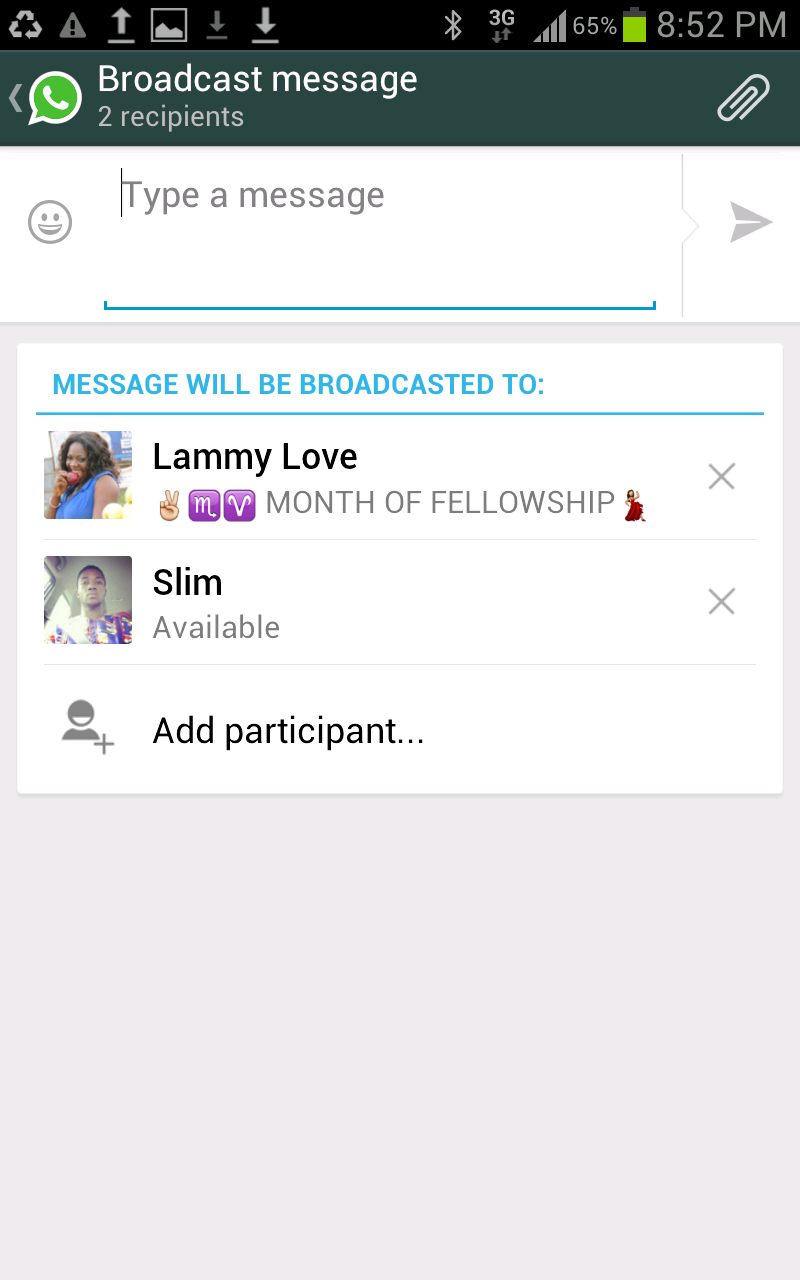 3G 65% 8:52 PM
Broadcast message
2 recipients
Type a message
MESSAGE WILL BE BROADCASTED TO:
Lammy Love
✌🏼♏♈ MONTH OF FELLOWSHIP💃
Slim
Available
Add participant...